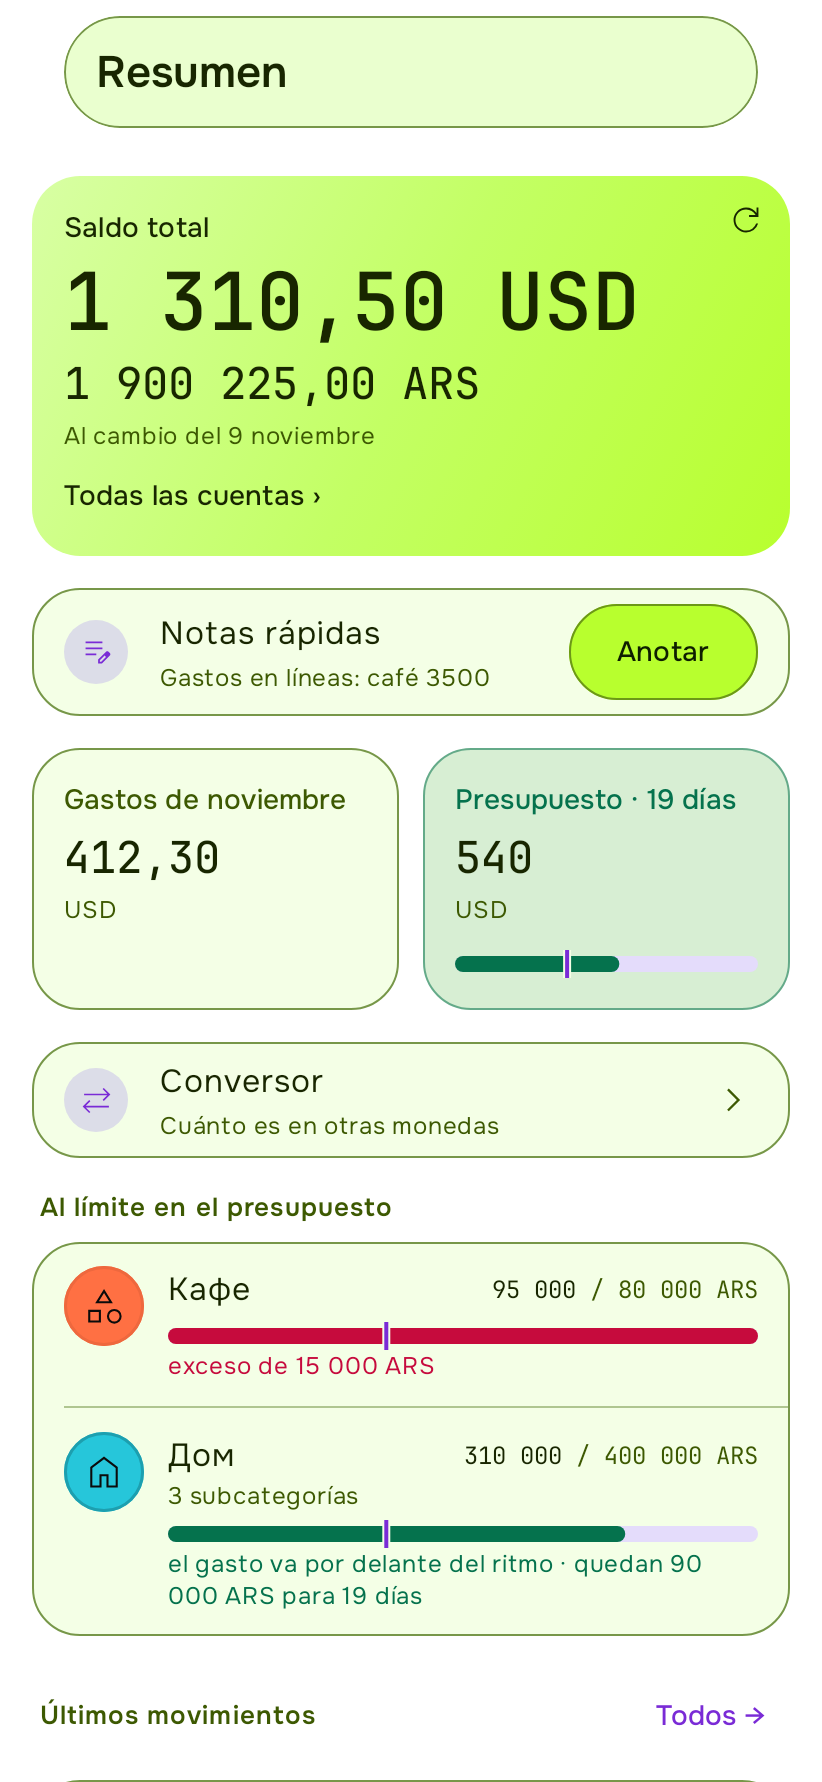 Resumen
Saldo total
1 310,50 USD
1 900 225,00 ARS
Al cambio del 9 noviembre
Todas las cuentas ›
Notas rápidas
Gastos en líneas: café 3500
Anotar
Gastos de noviembre
412,30
USD
Presupuesto · 19 días
540
USD
Conversor
Cuánto es en otras monedas
Al límite en el presupuesto
Кафе
95 000 / 80 000 ARS
exceso de 15 000 ARS
Дом
310 000 / 400 000 ARS
3 subcategorías
el gasto va por delante del ritmo · quedan 90
000 ARS para 19 días
Últimos movimientos
Todos →